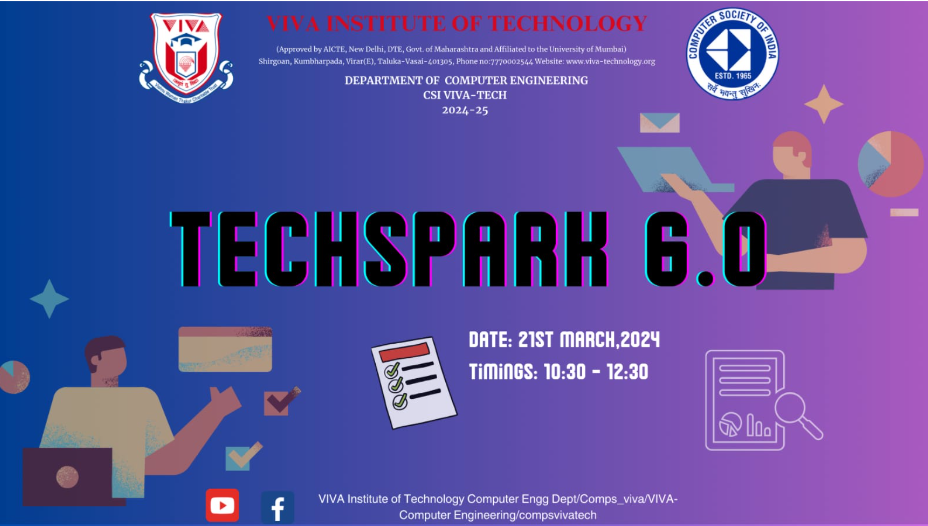 VIVA INSTITUTE OF TECHNOLOGY
(Approved by AICTE, New Delhi, DTE, Govt. of Maharashtra and Affiliated to the University of Mumbai)
Shirgoan, Kumbharpada, Virar(E), Taluka-Vasai-401305, Phone no:7770002544 Website: www.viva-technology.org
DEPARTMENT OF COMPUTER ENGINEERING
CSI VIVA-TECH
2024-25
VIVA
COMPUTER SOCIETY OF INDIA
ESTD. 1965
सर्वे भवन्तु सुखिनः
TECHSPARK 6.0
DATE: 21ST MARCH,2024
TIMINGS: 10:30 - 12:30
VIVA Institute of Technology Computer Engg Dept/Comps_viva/VIVA-
Computer Engineering/compsvivatech